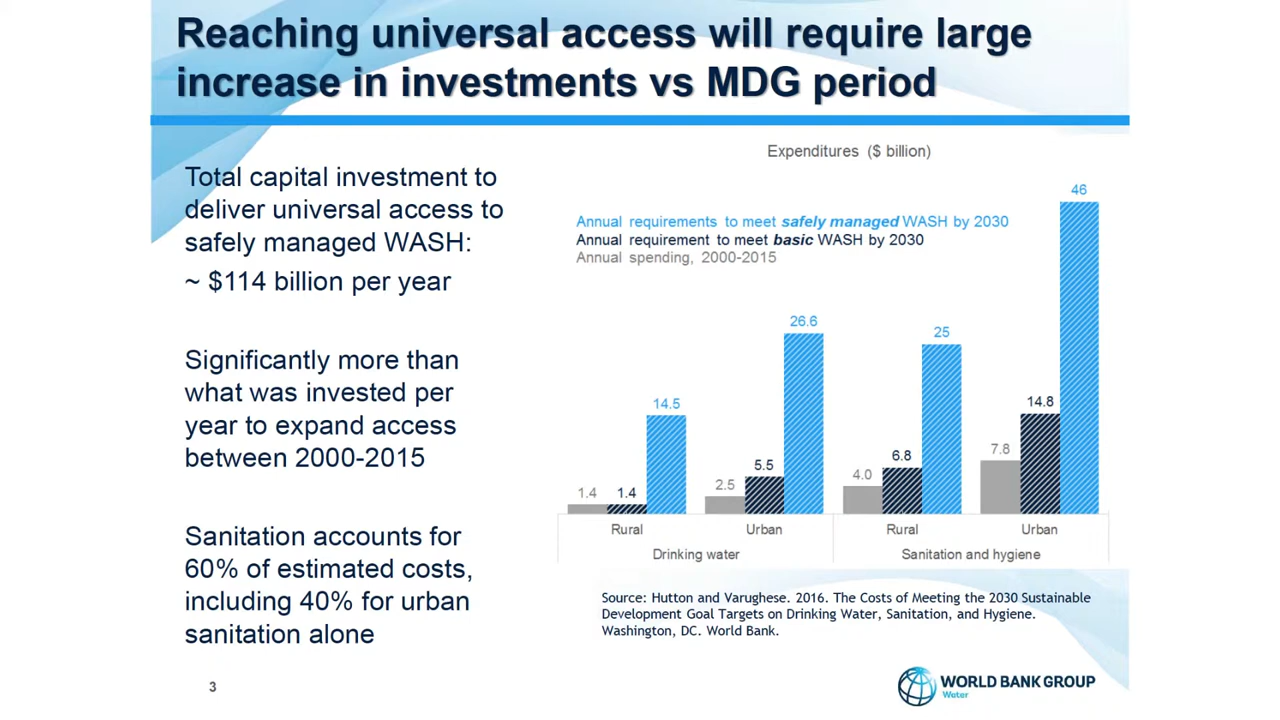 Reaching universal access will require large
increase in investments vs MDG period
Total capital investment to
deliver universal access to
safely managed WASH:
~ $114 billion per year
Significantly more than
what was invested per
year to expand access
between 2000-2015
Sanitation accounts for
60% of estimated costs,
including 40% for urban
sanitation alone
Expenditures ($ billion)
Annual requirements to meet safely managed WASH by 2030
Annual requirement to meet basic WASH by 2030
Annual spending, 2000-2015
1.4 1.4 14.5
2.5 5.5 26.6
4.0 6.8 25
7.8 14.8 46
Rural Urban Rural Urban
Drinking water Sanitation and hygiene
Source: Hutton and Varughese. 2016. The Costs of Meeting the 2030 Sustainable
Development Goal Targets on Drinking Water, Sanitation, and Hygiene.
Washington, DC. World Bank.
3
WORLD BANK GROUP
Water